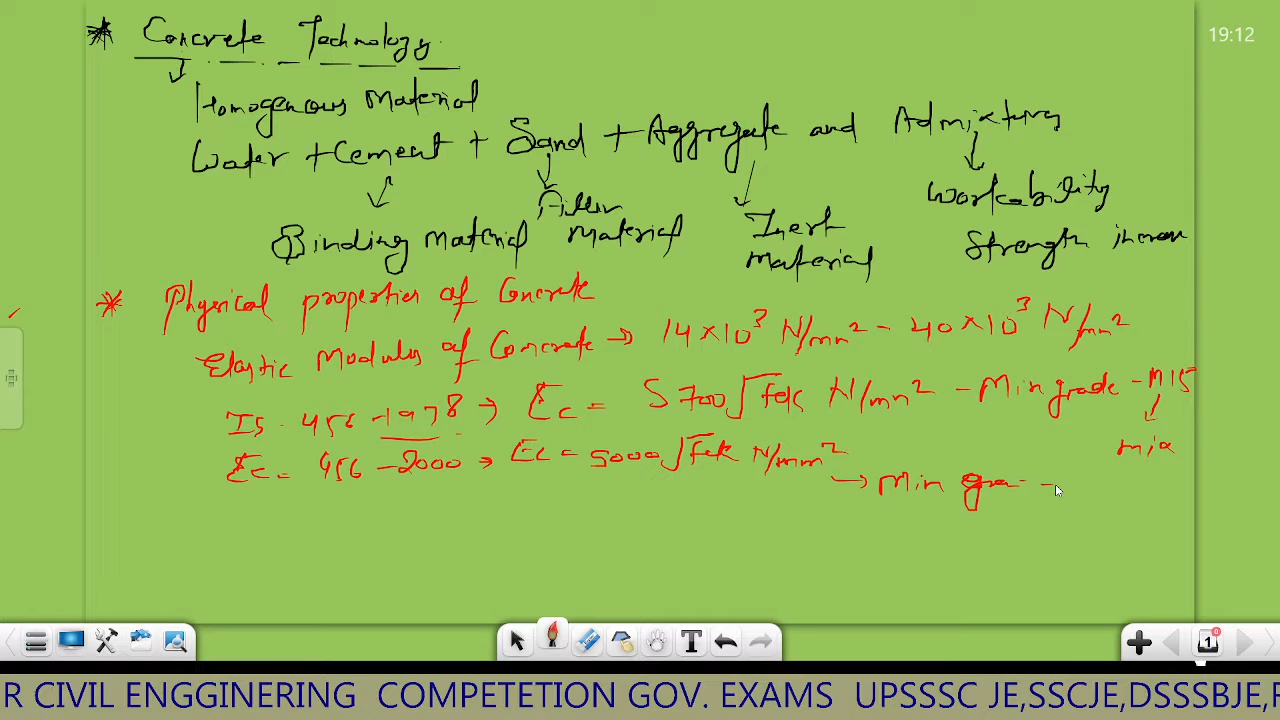 19:12
* Concrete Technology
Homogenous Material
Water + Cement + Sand + Aggregate and Admixtures
Binding Material
Filler Material
Inert Material
Workability
Strength increase
* Physical properties of Concrete
Elastic Modulus of Concrete → 14×10³ N/mm² - 40×10³ N/mm²
IS. 456-1978 → Ec = 5700√fck N/mm² - Min grade - M15
mix
Ec = 456-2000 → Ec = 5000√fck N/mm²
→ Min gra -
T
1
R CIVIL ENGGINERING COMPETETION GOV. EXAMS UPSSSC JE,SSCJE,DSSSBJE,